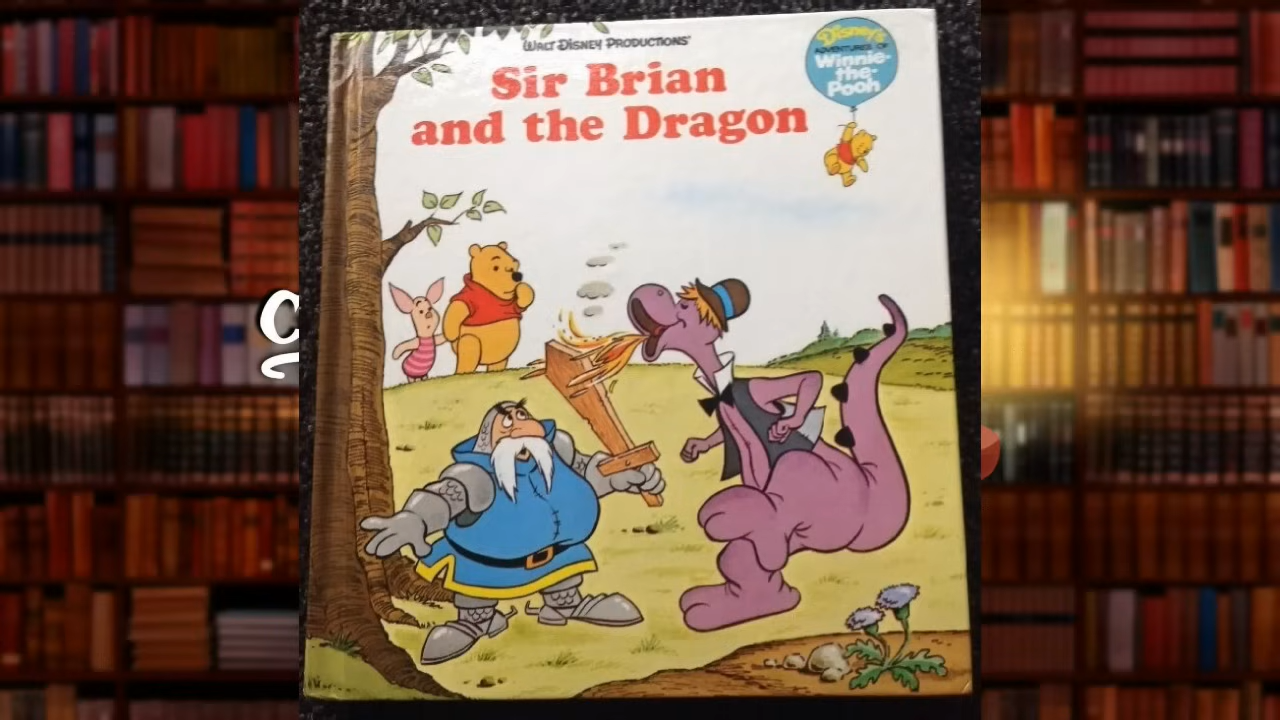 WALT DISNEY PRODUCTIONS'
Sir Brian
and the Dragon
Disney's
ADVENTURES OF
Winnie-
the-
Pooh